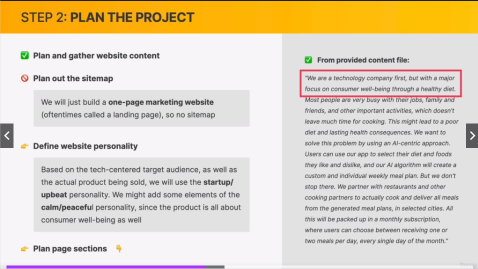 STEP 2: PLAN THE PROJECT
Plan and gather website content
Plan out the sitemap
We will just build a one-page marketing website
(oftentimes called a landing page), so no sitemap
Define website personality
Based on the tech-centered target audience, as well as
the actual product being sold, we will use the startup/
upbeat personality. We might add some elements of the
calm/peaceful personality, since the product is all about
consumer well-being as well
Plan page sections
From provided content file:
"We are a technology company first, but with a major
focus on consumer well-being through a healthy diet.
Most people are very busy with their jobs, family and
friends, and other important activities, which doesn't
leave much time for cooking. This might lead to a poor
diet and lasting health consequences. We want to
solve this problem by using an AI-centric approach.
Users can use our app to select their diet and foods
they like and dislike, and our AI algorithm will create a
custom and individual weekly meal plan. But we don't
stop there. We partner with restaurants and other
cooking partners to actually cook and deliver all meals
from the generated meal plans, in selected cities. All
this will be packed up in a monthly subscription,
where users can choose between receiving one or
two meals per day, every single day of the month."